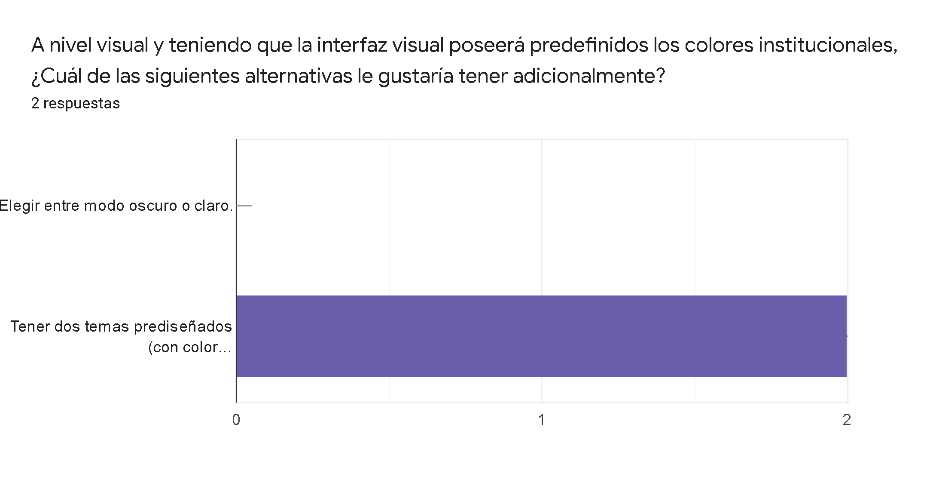 A nivel visual y teniendo que la interfaz visual poseerá predefinidos los colores institucionales,
¿Cuál de las siguientes alternativas le gustaría tener adicionalmente?
2 respuestas
Elegir entre modo oscuro o claro.
Tener dos temas prediseñados
(con color...
0
1
2